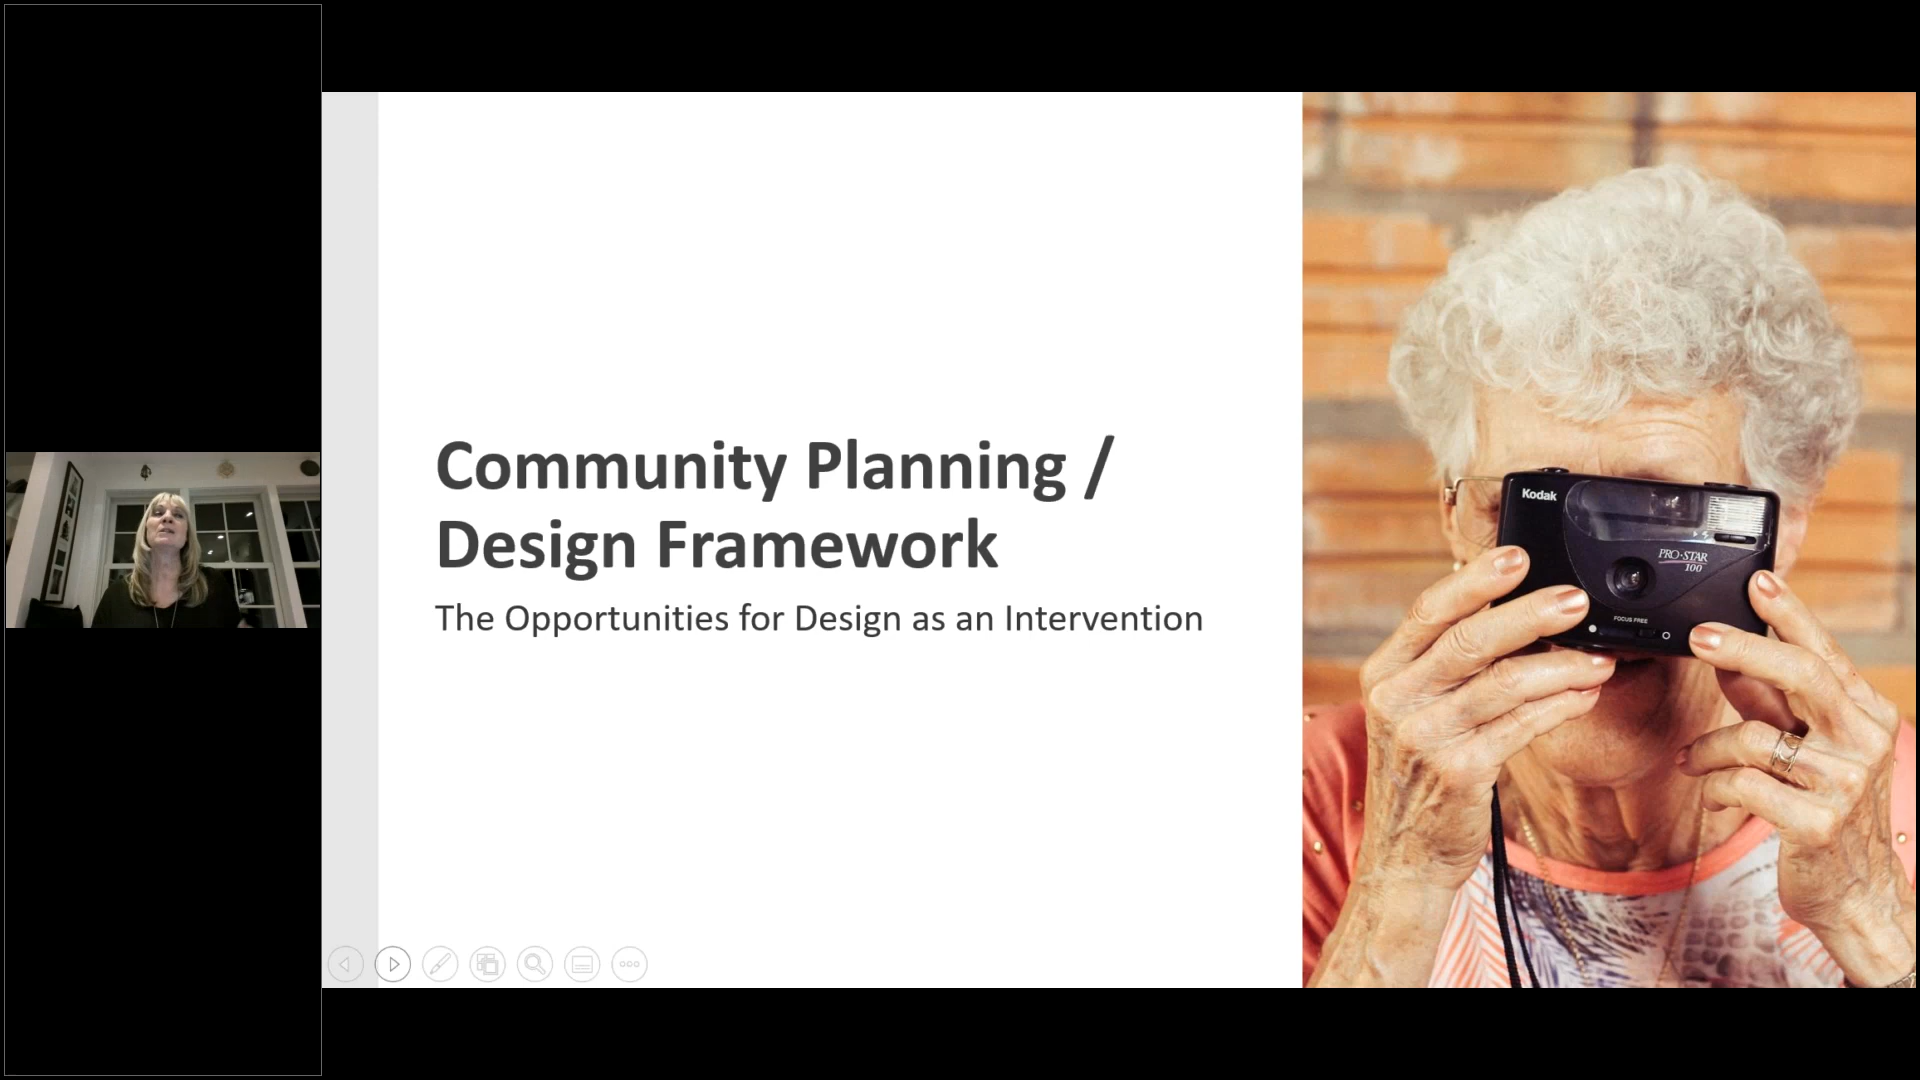 Community Planning /
Design Framework
The Opportunities for Design as an Intervention
Kodak
PRO-STAR
100
FOCUS FREE